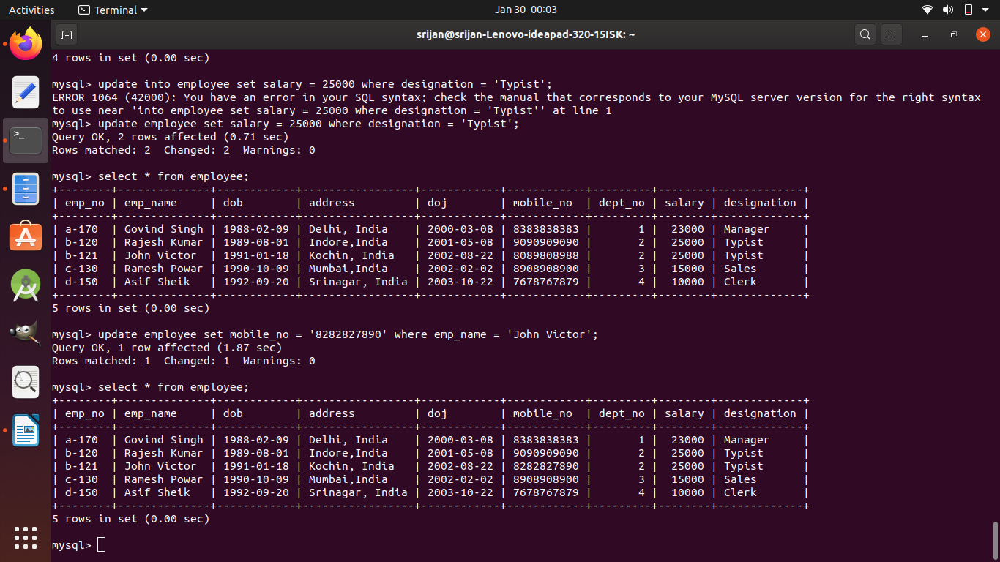 Activities Terminal Jan 30 00:03
srijan@srijan-Lenovo-ideapad-320-15ISK: ~
4 rows in set (0.00 sec)
mysql> update into employee set salary = 25000 where designation = 'Typist';
ERROR 1064 (42000): You have an error in your SQL syntax; check the manual that corresponds to your MySQL server version for the right syntax
to use near 'into employee set salary = 25000 where designation = 'Typist'' at line 1
mysql> update employee set salary = 25000 where designation = 'Typist';
Query OK, 2 rows affected (0.71 sec)
Rows matched: 2  Changed: 2  Warnings: 0
mysql> select * from employee;
+--------+--------------+------------+-----------------+------------+------------+---------+--------+-------------+
| emp_no | emp_name     | dob        | address         | doj        | mobile_no  | dept_no | salary | designation |
+--------+--------------+------------+-----------------+------------+------------+---------+--------+-------------+
| a-170  | Govind Singh | 1988-02-09 | Delhi, India    | 2000-03-08 | 8383838383 |       1 |  23000 | Manager     |
| b-120  | Rajesh Kumar | 1989-08-01 | Indore,India    | 2001-05-08 | 9090909090 |       2 |  25000 | Typist      |
| b-121  | John Victor  | 1991-01-18 | Kochin, India   | 2002-08-22 | 8089808988 |       2 |  25000 | Typist      |
| c-130  | Ramesh Powar | 1990-10-09 | Mumbai,India    | 2002-02-02 | 8908908900 |       3 |  15000 | Sales       |
| d-150  | Asif Sheik   | 1992-09-20 | Srinagar, India | 2003-10-22 | 7678767879 |       4 |  10000 | Clerk       |
+--------+--------------+------------+-----------------+------------+------------+---------+--------+-------------+
5 rows in set (0.00 sec)
mysql> update employee set mobile_no = '8282827890' where emp_name = 'John Victor';
Query OK, 1 row affected (1.87 sec)
Rows matched: 1  Changed: 1  Warnings: 0
mysql> select * from employee;
+--------+--------------+------------+-----------------+------------+------------+---------+--------+-------------+
| emp_no | emp_name     | dob        | address         | doj        | mobile_no  | dept_no | salary | designation |
+--------+--------------+------------+-----------------+------------+------------+---------+--------+-------------+
| a-170  | Govind Singh | 1988-02-09 | Delhi, India    | 2000-03-08 | 8383838383 |       1 |  23000 | Manager     |
| b-120  | Rajesh Kumar | 1989-08-01 | Indore,India    | 2001-05-08 | 9090909090 |       2 |  25000 | Typist      |
| b-121  | John Victor  | 1991-01-18 | Kochin, India   | 2002-08-22 | 8282827890 |       2 |  25000 | Typist      |
| c-130  | Ramesh Powar | 1990-10-09 | Mumbai,India    | 2002-02-02 | 8908908900 |       3 |  15000 | Sales       |
| d-150  | Asif Sheik   | 1992-09-20 | Srinagar, India | 2003-10-22 | 7678767879 |       4 |  10000 | Clerk       |
+--------+--------------+------------+-----------------+------------+------------+---------+--------+-------------+
5 rows in set (0.00 sec)
mysql>